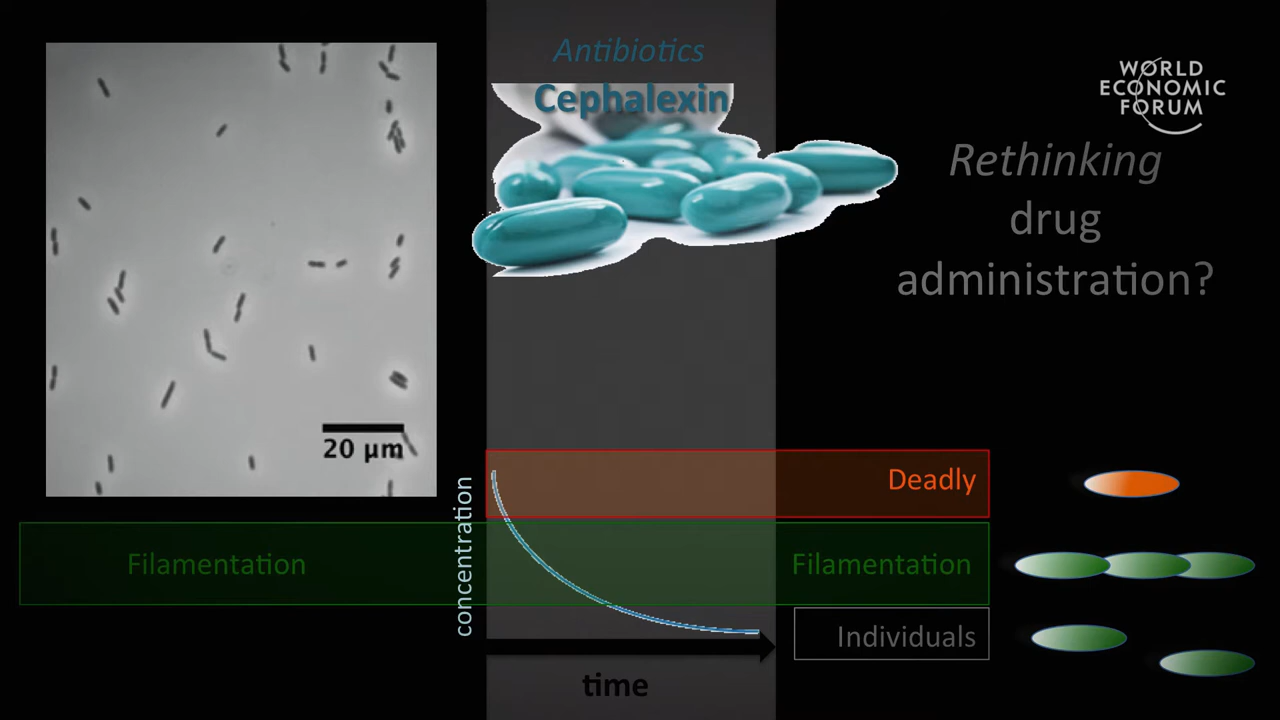 Antibiotics
Cephalexin
WORLD
ECONOMIC
FORUM
Rethinking
drug
administration?
20 µm
concentration
Deadly
Filamentation
Filamentation
Individuals
time